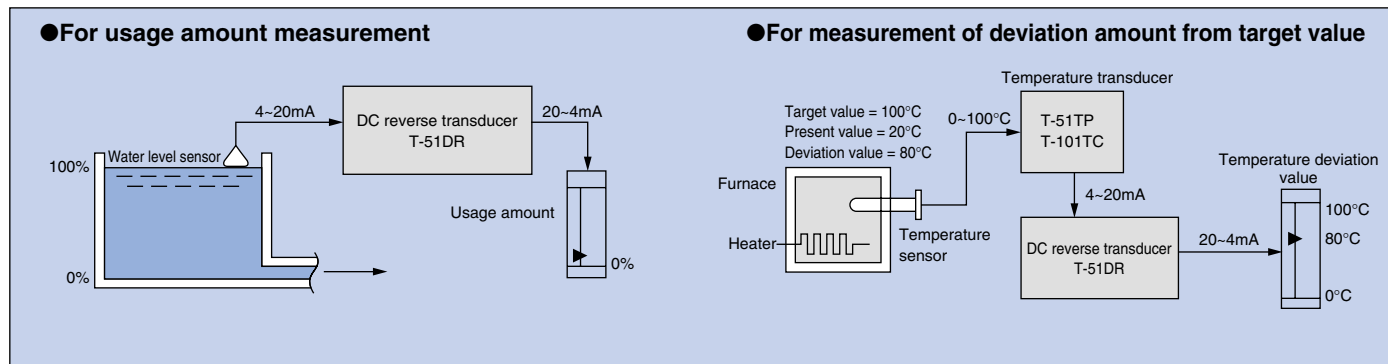 ●For usage amount measurement
4~20mA
DC reverse transducer
T-51DR
20~4mA
Water level sensor
100%
0%
Usage amount
0%
●For measurement of deviation amount from target value
Temperature transducer
Target value = 100°C
Present value = 20°C
Deviation value = 80°C
0~100°C
T-51TP
T-101TC
Furnace
Heater
Temperature
sensor
4~20mA
DC reverse transducer
T-51DR
20~4mA
Temperature deviation
value
100°C
80°C
0°C